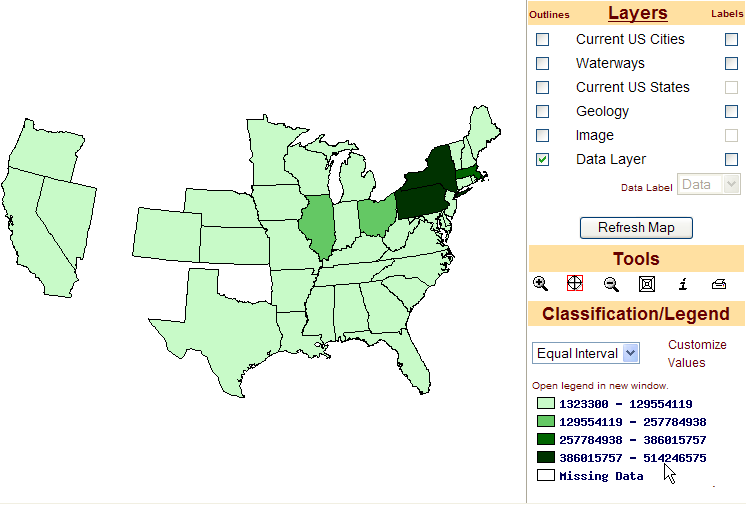 Outlines Layers Labels
Current US Cities
Waterways
Current US States
Geology
Image
Data Layer
Data Label Data
Refresh Map
Tools
i
Classification/Legend
Equal Interval Customize
Values
Open legend in new window.
1323300 - 129554119
129554119 - 257784938
257784938 - 386015757
386015757 - 514246575
Missing Data